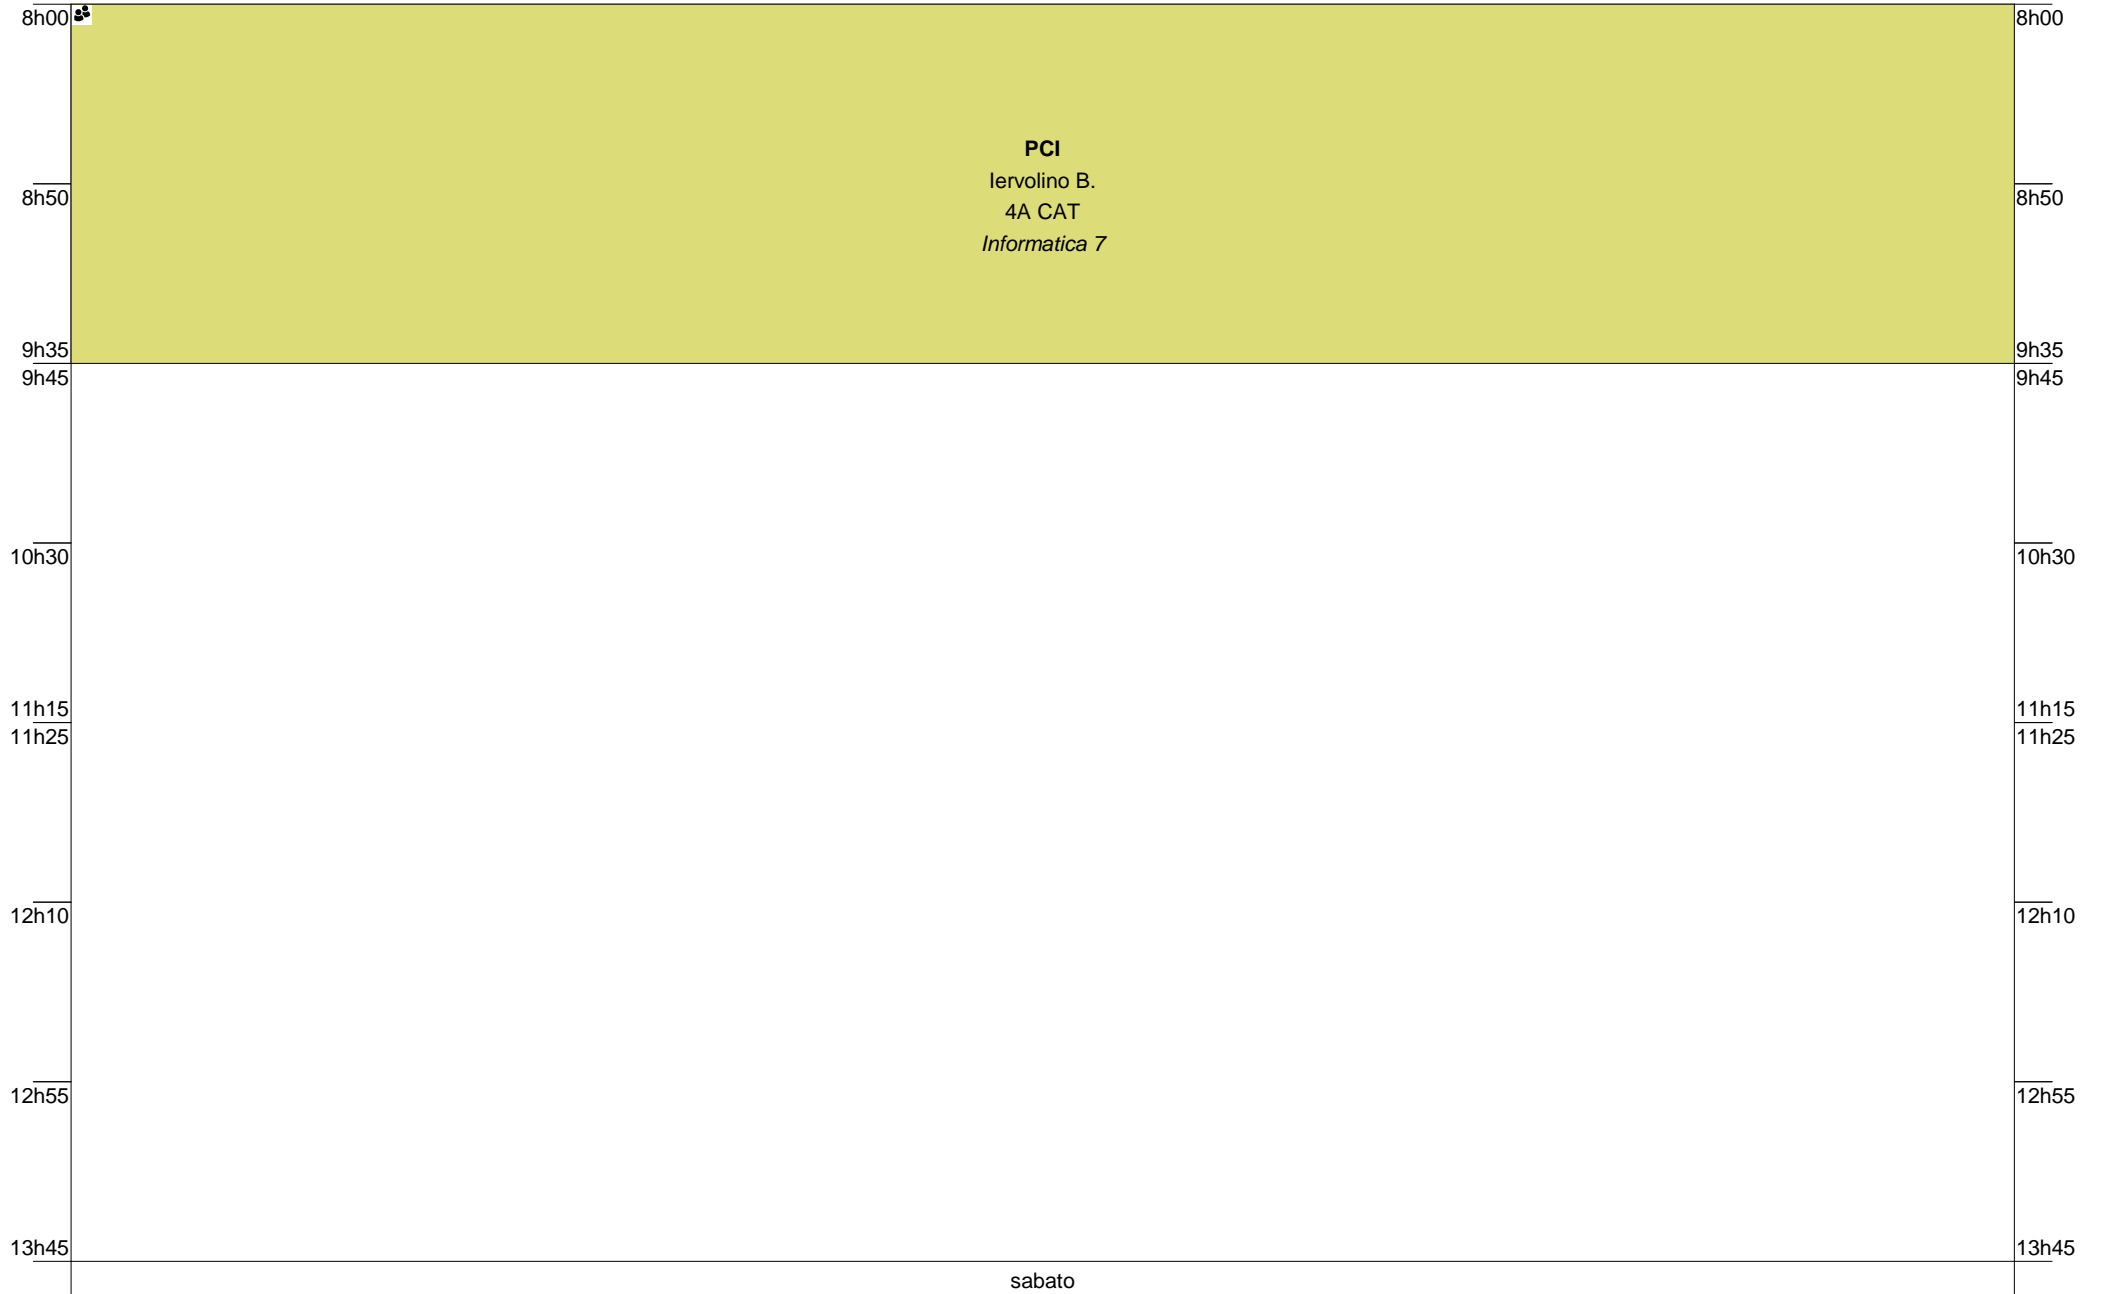 8h00 8h00
PCI
Iervolino B.
8h50 8h50
4A CAT
Informatica 7
9h35 9h35
9h45 9h45
10h30 10h30
11h15 11h15
11h25 11h25
12h10 12h10
12h55 12h55
13h45 13h45
sabato